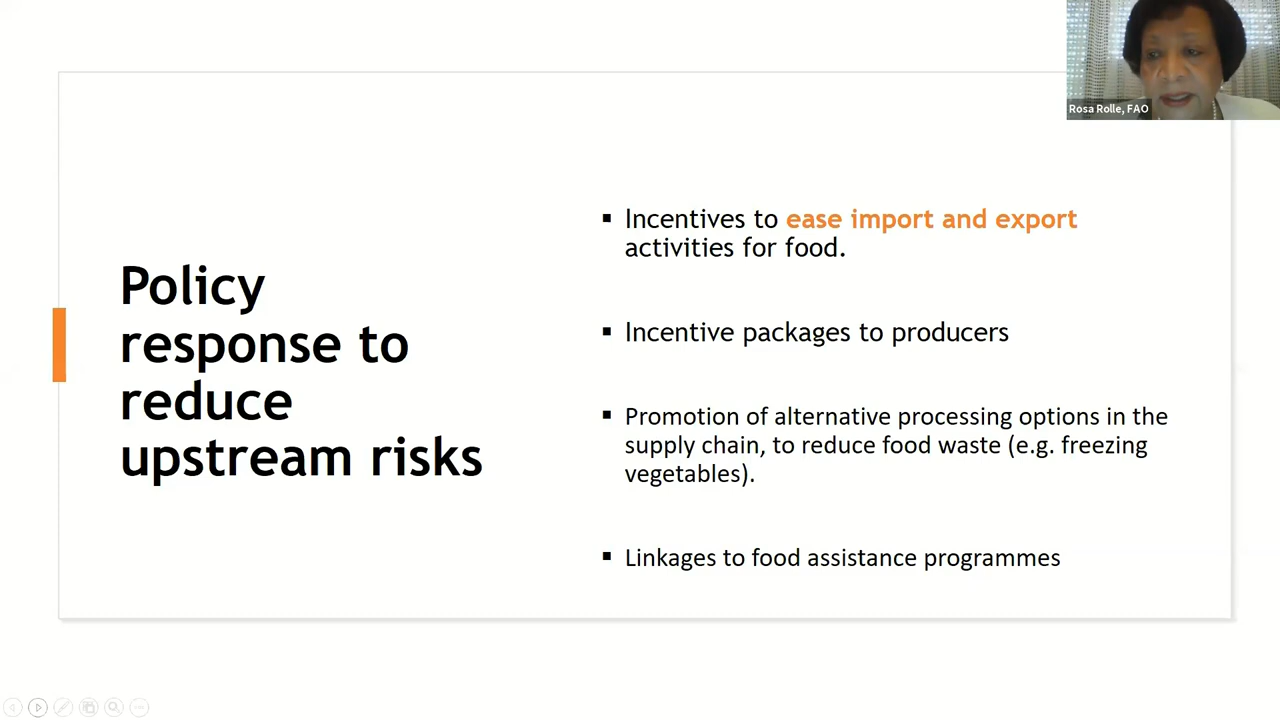 Rosa Rolle, FAO
Policy
response to
reduce
upstream risks
▪ Incentives to ease import and export
activities for food.
▪ Incentive packages to producers
▪ Promotion of alternative processing options in the
supply chain, to reduce food waste (e.g. freezing
vegetables).
▪ Linkages to food assistance programmes